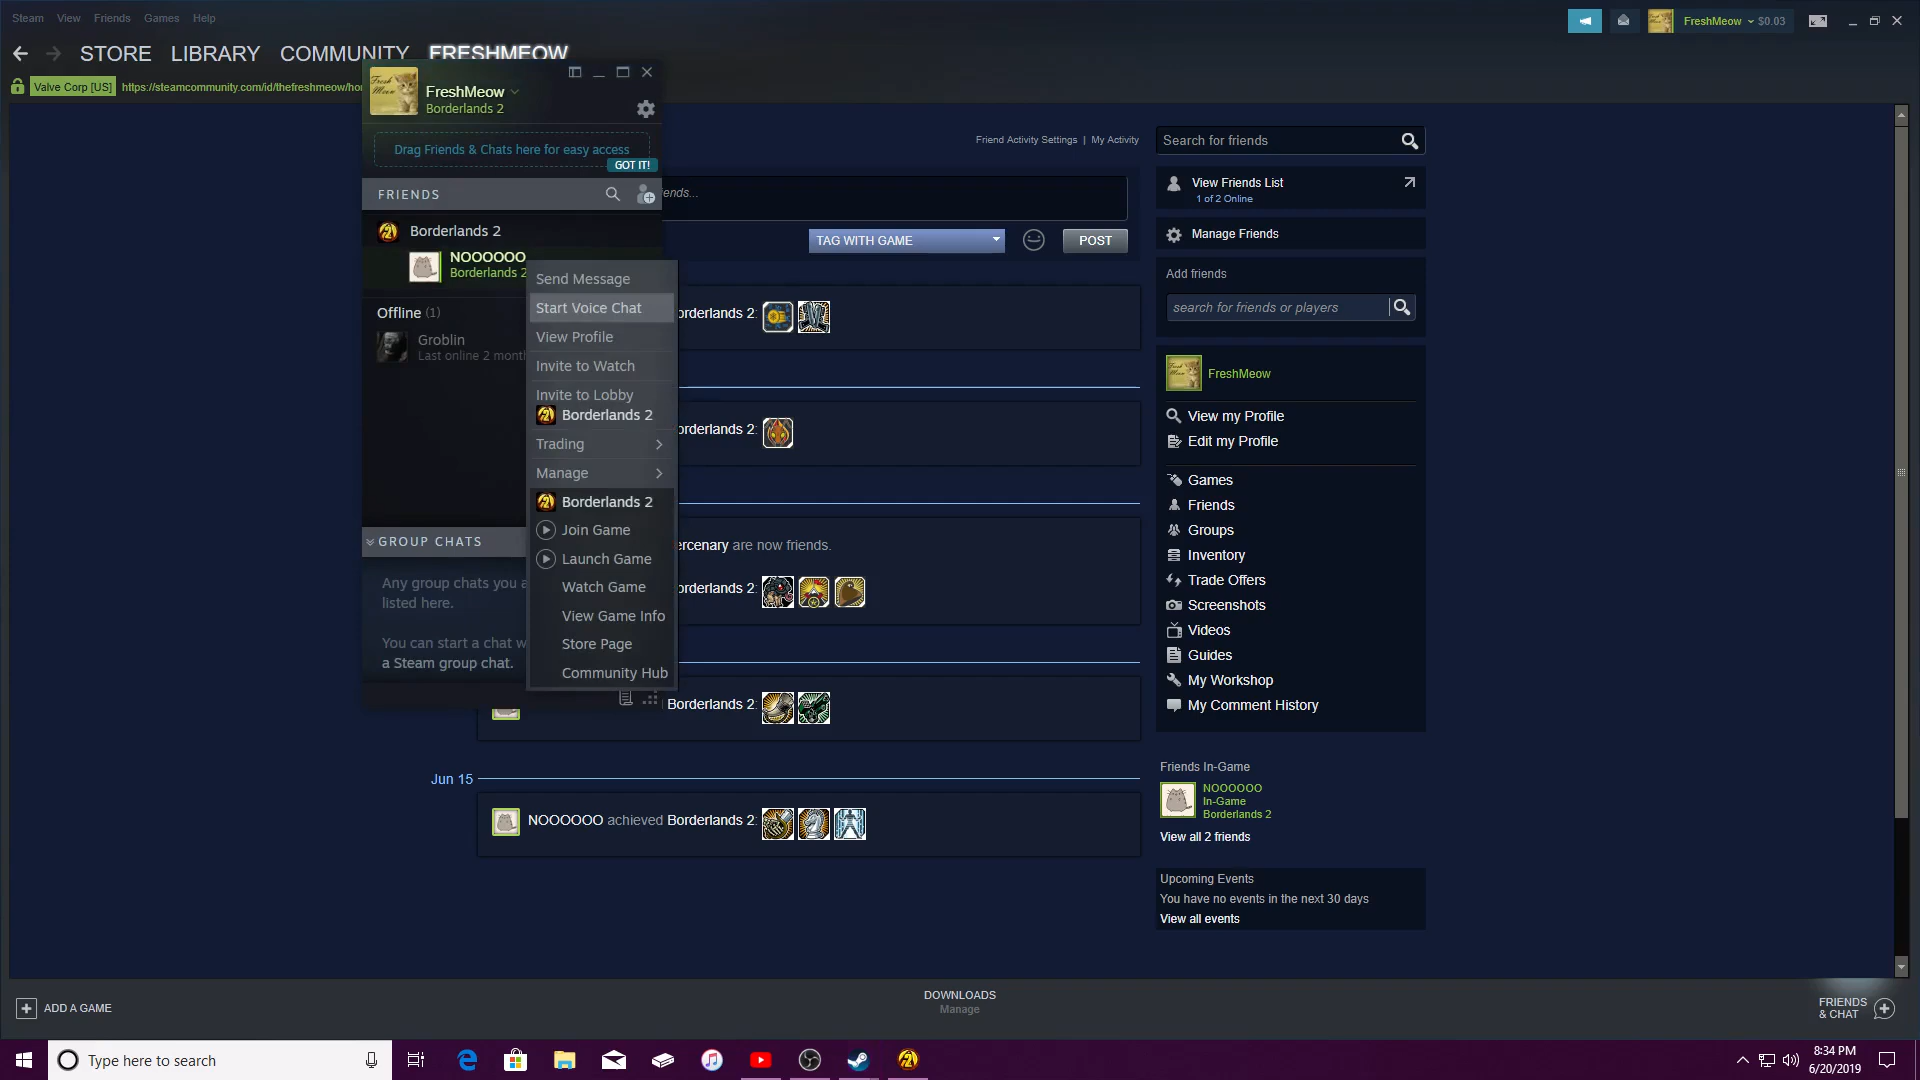 Steam View Friends Games Help
FreshMeow $0.03
STORE LIBRARY COMMUNITY FRESHMEOW
Valve Corp [US] https://steamcommunity.com/id/thefreshmeow/ho
FreshMeow
Borderlands 2
Drag Friends & Chats here for easy access
GOT IT!
FRIENDS
Borderlands 2
NOOOOOO
Borderlands 2
Offline (1)
Groblin
Last online 2 month
GROUP CHATS
Any group chats you a
listed here.
You can start a chat w
a Steam group chat.
Send Message
Start Voice Chat
View Profile
Invite to Watch
Invite to Lobby
Borderlands 2
Trading
Manage
Borderlands 2
Join Game
Launch Game
Watch Game
View Game Info
Store Page
Community Hub
Friend Activity Settings | My Activity
ends...
TAG WITH GAME
POST
orderlands 2:
orderlands 2:
ercenary are now friends.
orderlands 2:
Borderlands 2:
Jun 15
NOOOOOO achieved Borderlands 2:
Search for friends
View Friends List
1 of 2 Online
Manage Friends
Add friends
search for friends or players
FreshMeow
View my Profile
Edit my Profile
Games
Friends
Groups
Inventory
Trade Offers
Screenshots
Videos
Guides
My Workshop
My Comment History
Friends In-Game
NOOOOOO
In-Game
Borderlands 2
View all 2 friends
Upcoming Events
You have no events in the next 30 days
View all events
ADD A GAME
DOWNLOADS
Manage
FRIENDS
& CHAT
Type here to search
8:34 PM
6/20/2019